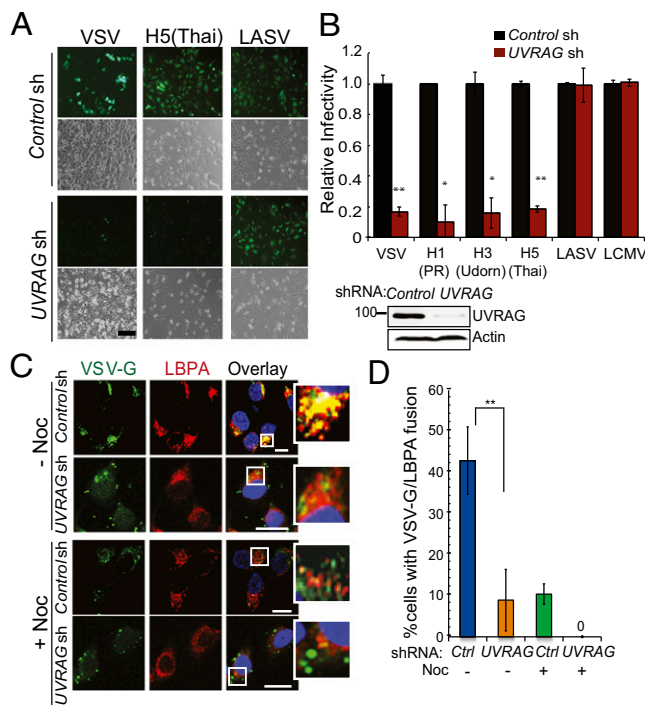 A
VSV H5(Thai) LASV
Control sh
UVRAG sh
B
Control sh
UVRAG sh
Relative Infectivity
1.2
1.0
0.8
0.6
0.4
0.2
0
** * * **
VSV H1 H3 H5 LASV LCMV
(PR) (Udorn) (Thai)
shRNA: Control UVRAG
100
UVRAG
Actin
C
VSV-G LBPA Overlay
- Noc
Control sh
UVRAG sh
+ Noc
Control sh
UVRAG sh
D
%cells with VSV-G/LBPA fusion
60
50
40
30
20
10
0
**
0
shRNA: Ctrl UVRAG Ctrl UVRAG
Noc - - + +